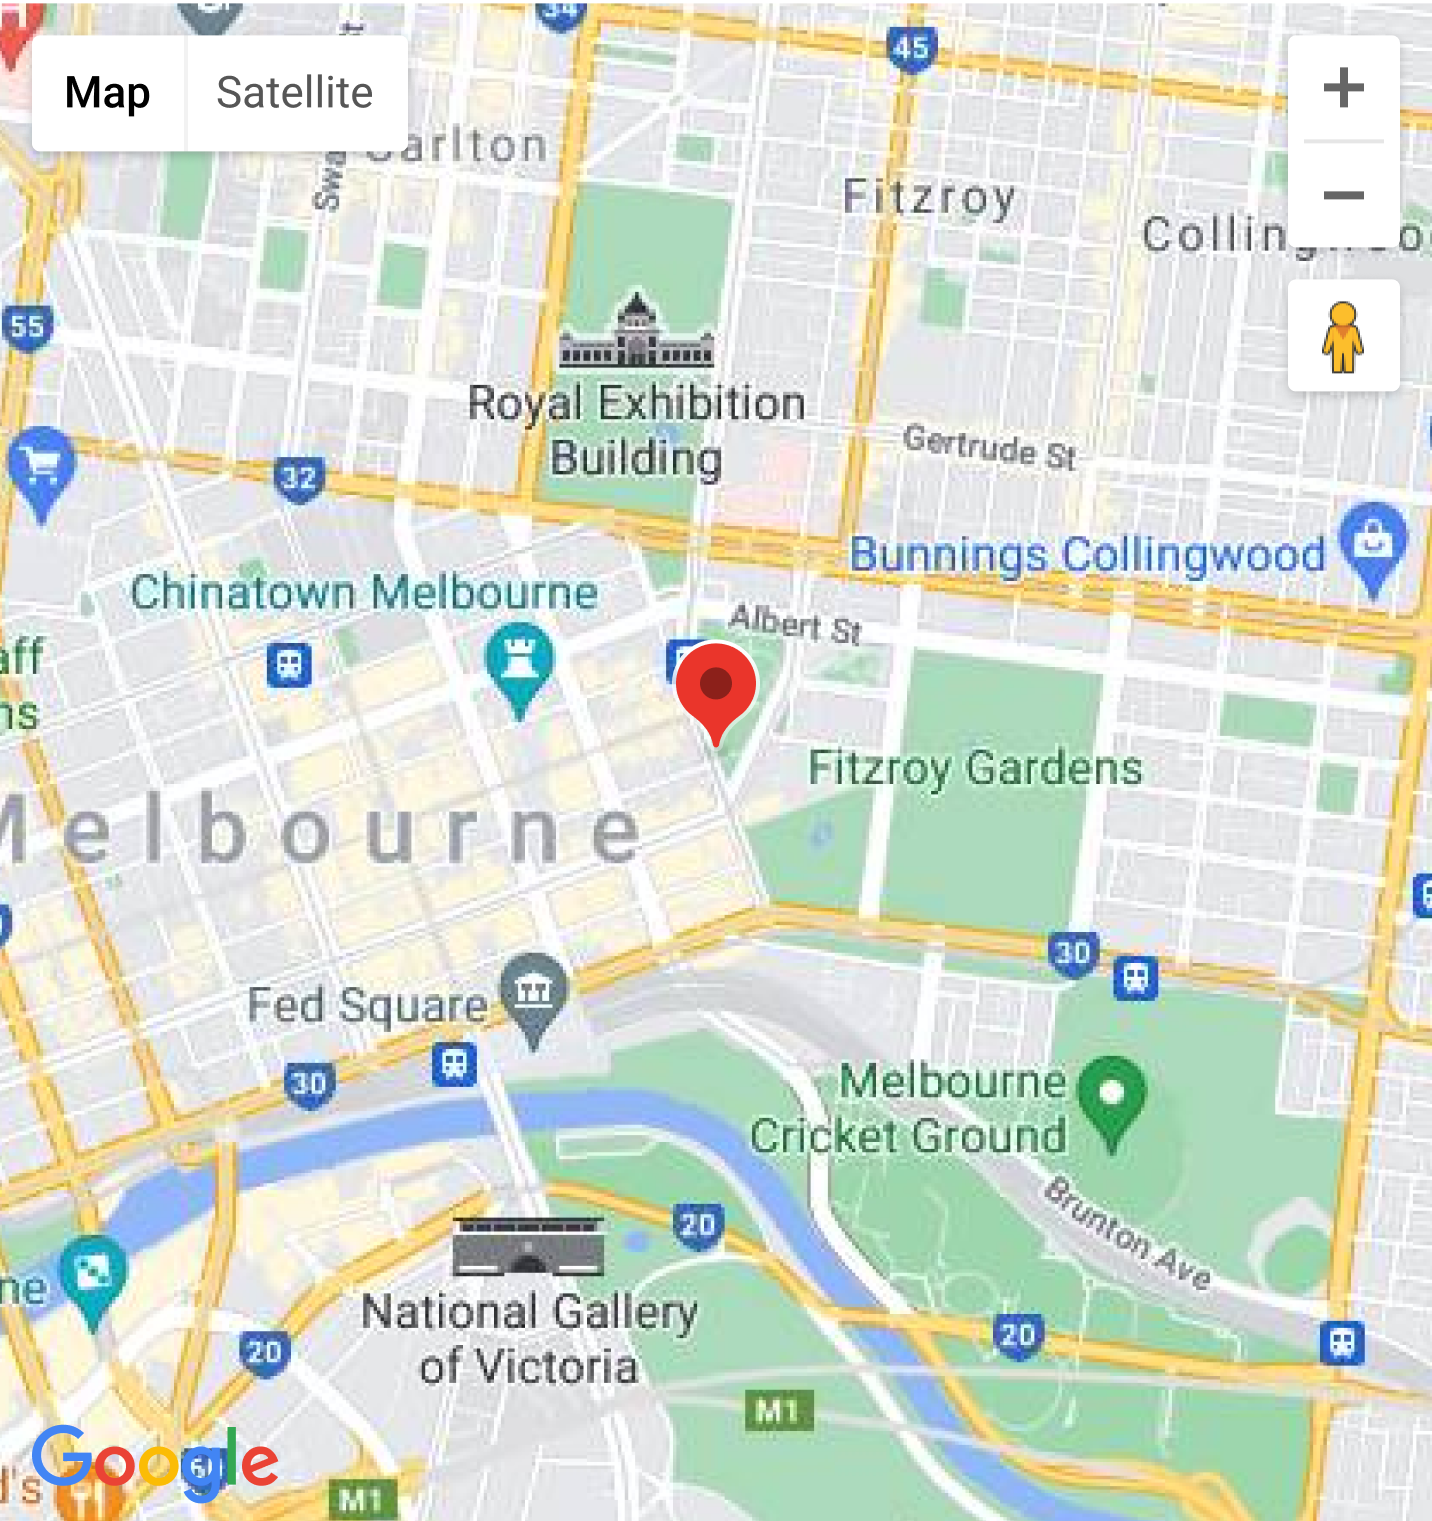 34
45
Map
Satellite
Carlton
Swa
Fitzroy
Colling
55
Royal Exhibition
Building
Gertrude St
32
Bunnings Collingwood
Chinatown Melbourne
Albert St
aff
ns
Fitzroy Gardens
Melbourne
30
Fed Square
30
Melbourne
Cricket Ground
Brunton Ave
20
ne
National Gallery
of Victoria
20
20
M1
Google
d's
M1